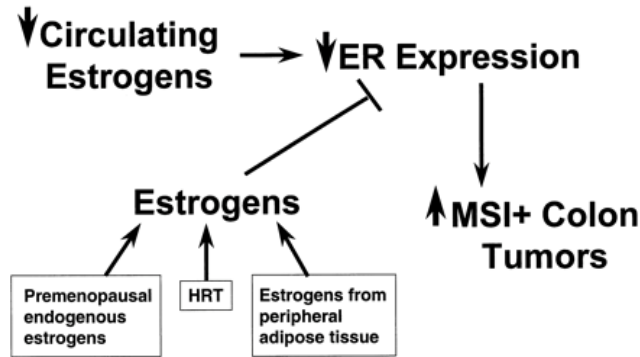 Circulating
Estrogens
ER Expression
Estrogens
MSI+ Colon
Tumors
Premenopausal
endogenous
estrogens
HRT
Estrogens from
peripheral
adipose tissue